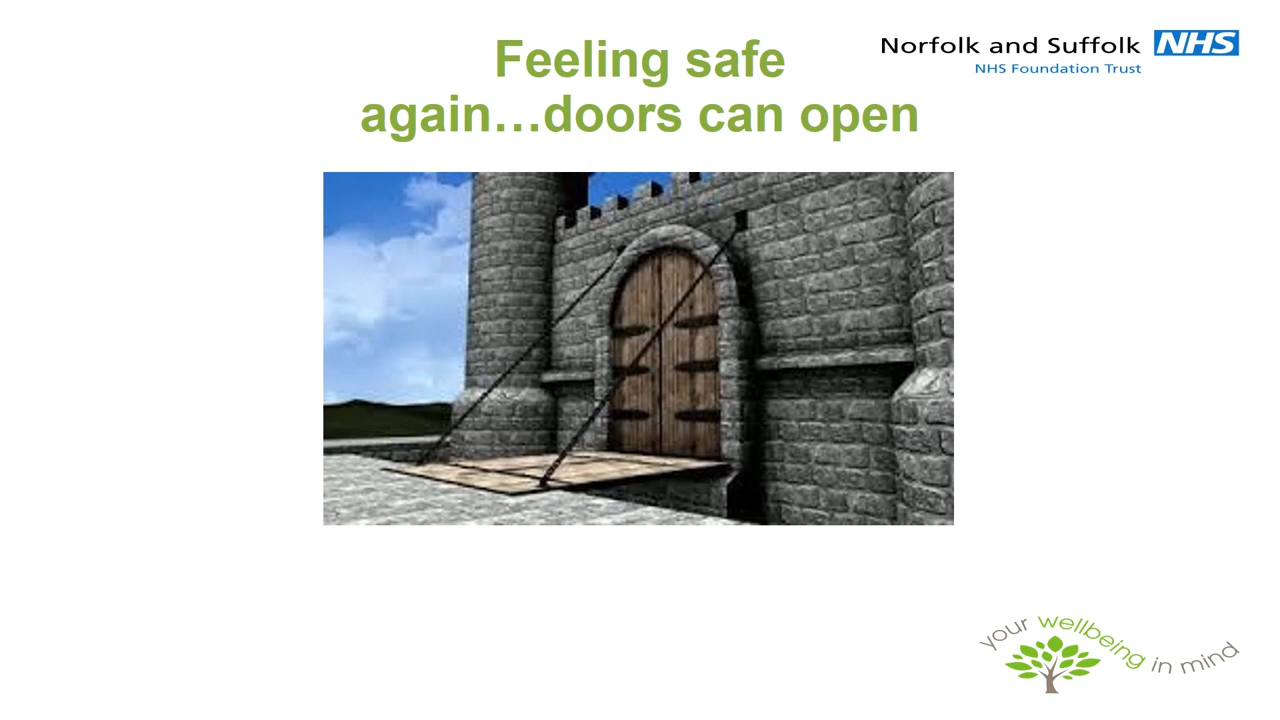 Feeling safe
again…doors can open
Norfolk and Suffolk NHS
NHS Foundation Trust
your wellbeing in mind